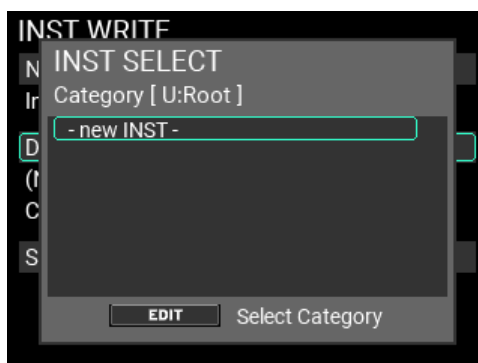 INST WRITE
INST SELECT
Category [ U:Root ]
- new INST -
EDIT Select Category